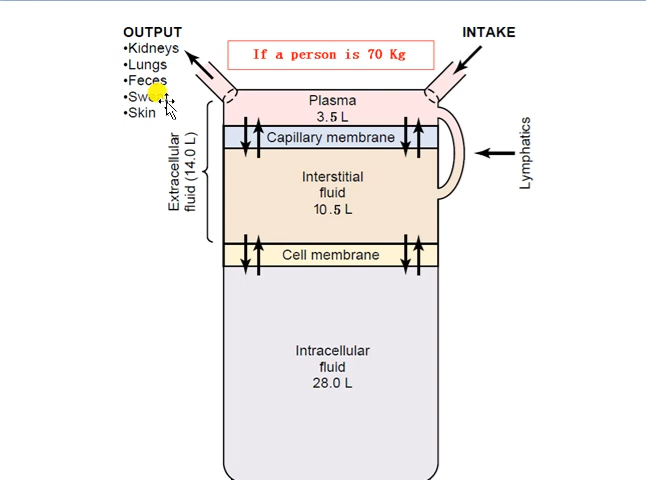 OUTPUT
•Kidneys
•Lungs
•Feces
•Skin
If a person is 70 Kg
INTAKE
Plasma
3.5 L
Capillary membrane
Interstitial
fluid
10.5 L
Cell membrane
Intracellular
fluid
28.0 L
Extracellular
fluid (14.0 L)
Lymphatics